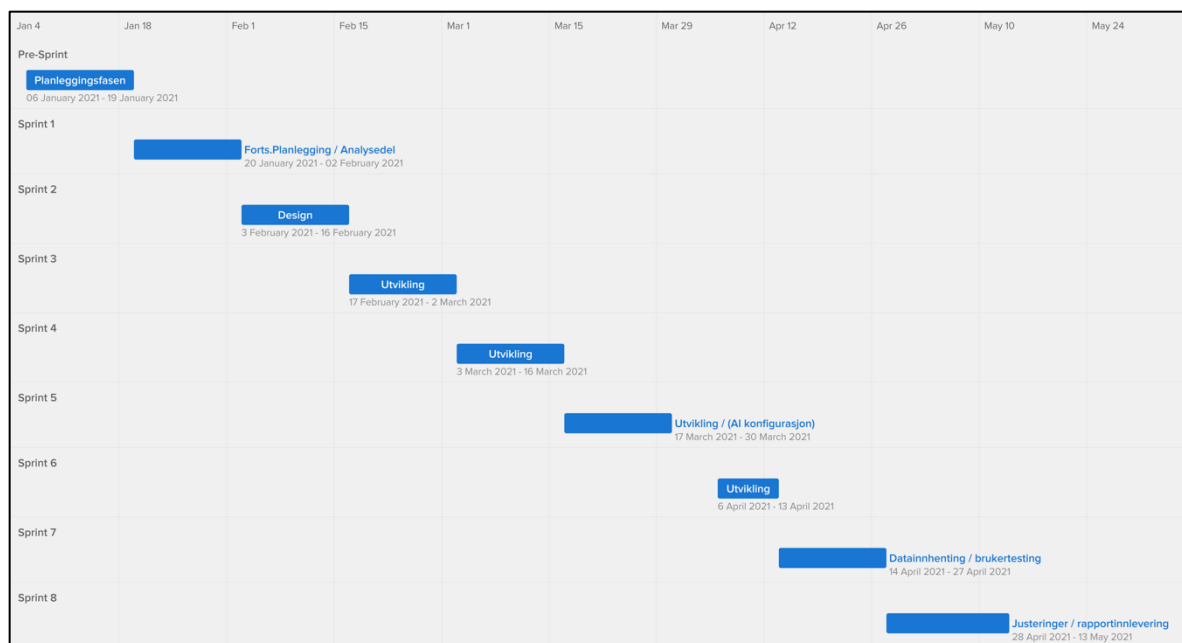 Jan 4 Jan 18 Feb 1 Feb 15 Mar 1 Mar 15 Mar 29 Apr 12 Apr 26 May 10 May 24
Pre-Sprint
Planleggingsfasen
06 January 2021 - 19 January 2021
Sprint 1
Forts.Planlegging / Analysedel
20 January 2021 - 02 February 2021
Sprint 2
Design
3 February 2021 - 16 February 2021
Sprint 3
Utvikling
17 February 2021 - 2 March 2021
Sprint 4
Utvikling
3 March 2021 - 16 March 2021
Sprint 5
Utvikling / (AI konfigurasjon)
17 March 2021 - 30 March 2021
Sprint 6
Utvikling
6 April 2021 - 13 April 2021
Sprint 7
Datainnhenting / brukertesting
14 April 2021 - 27 April 2021
Sprint 8
Justeringer / rapportinnlevering
28 April 2021 - 13 May 2021